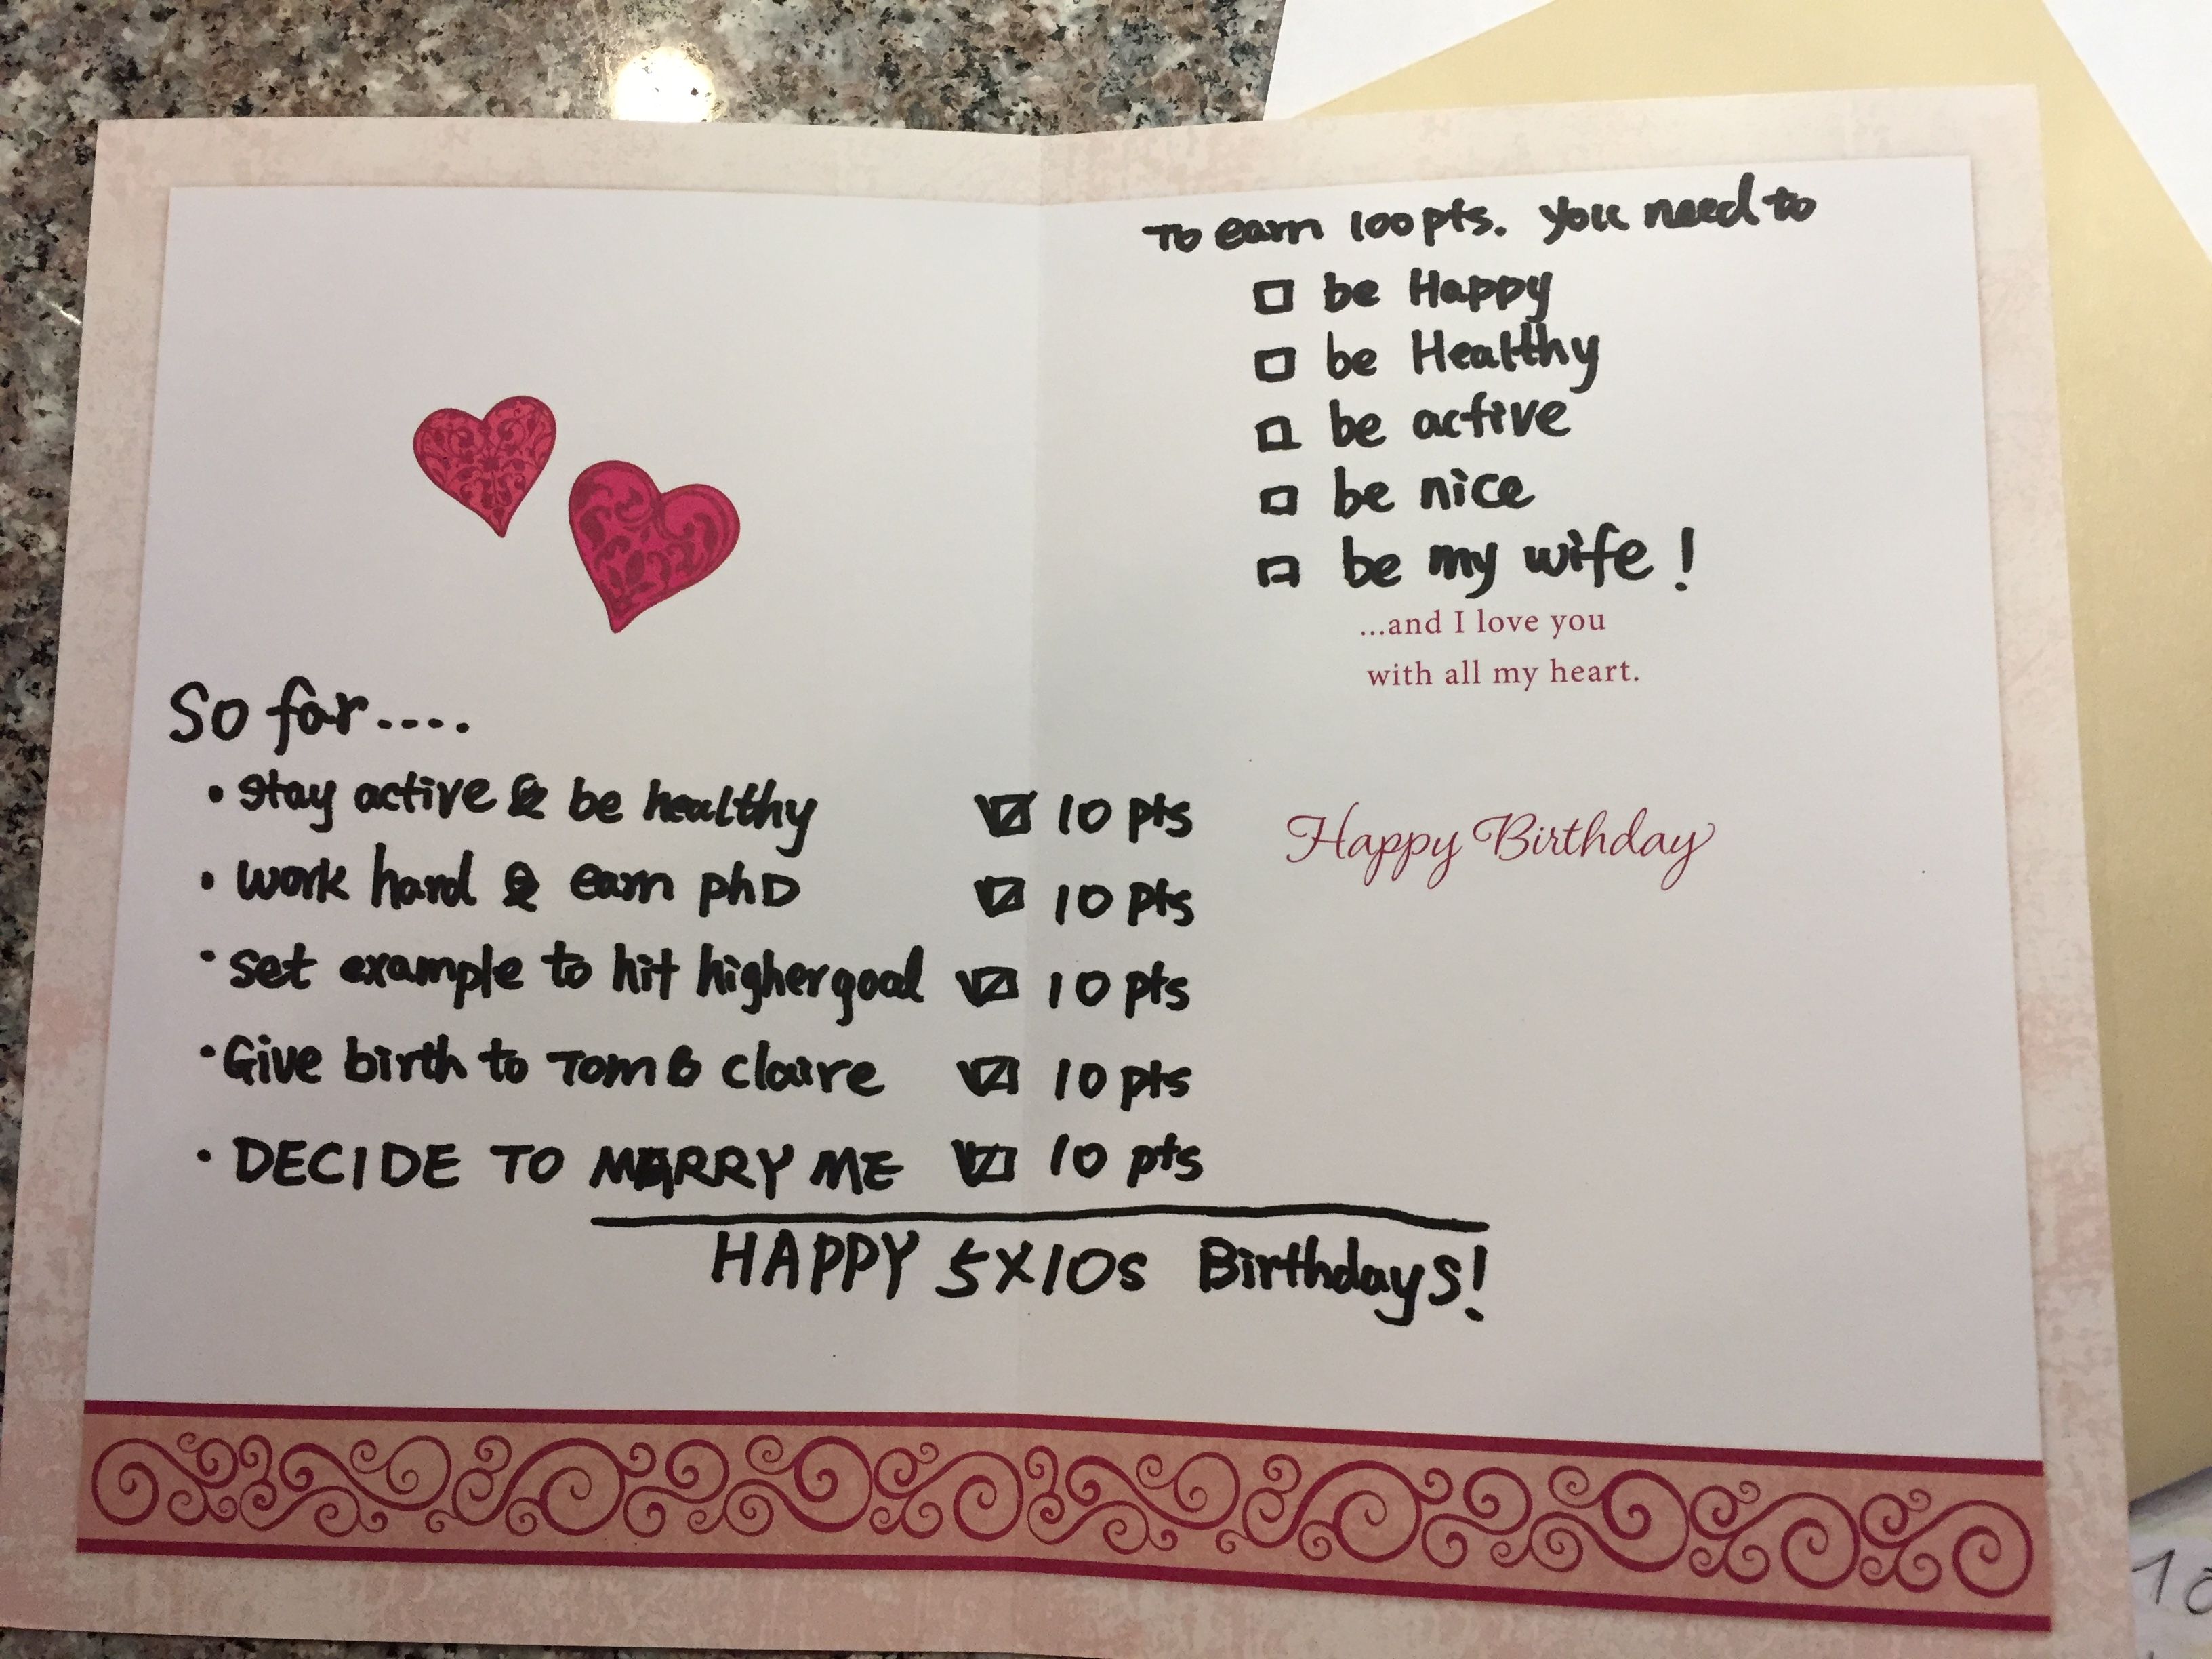 So far....
• stay active & be healthy ☑ 10 pts
• work hard & earn phD ☑ 10 pts
• set example to hit higher goal ☑ 10 pts
• Give birth to Tom & Claire ☑ 10 pts
• DECIDE TO MARRY ME ☑ 10 pts
HAPPY 5X10s Birthdays!
To earn 100 pts. you need to
☐ be Happy
☐ be Healthy
☐ be active
☐ be nice
☐ be my wife!
...and I love you
with all my heart.
Happy Birthday